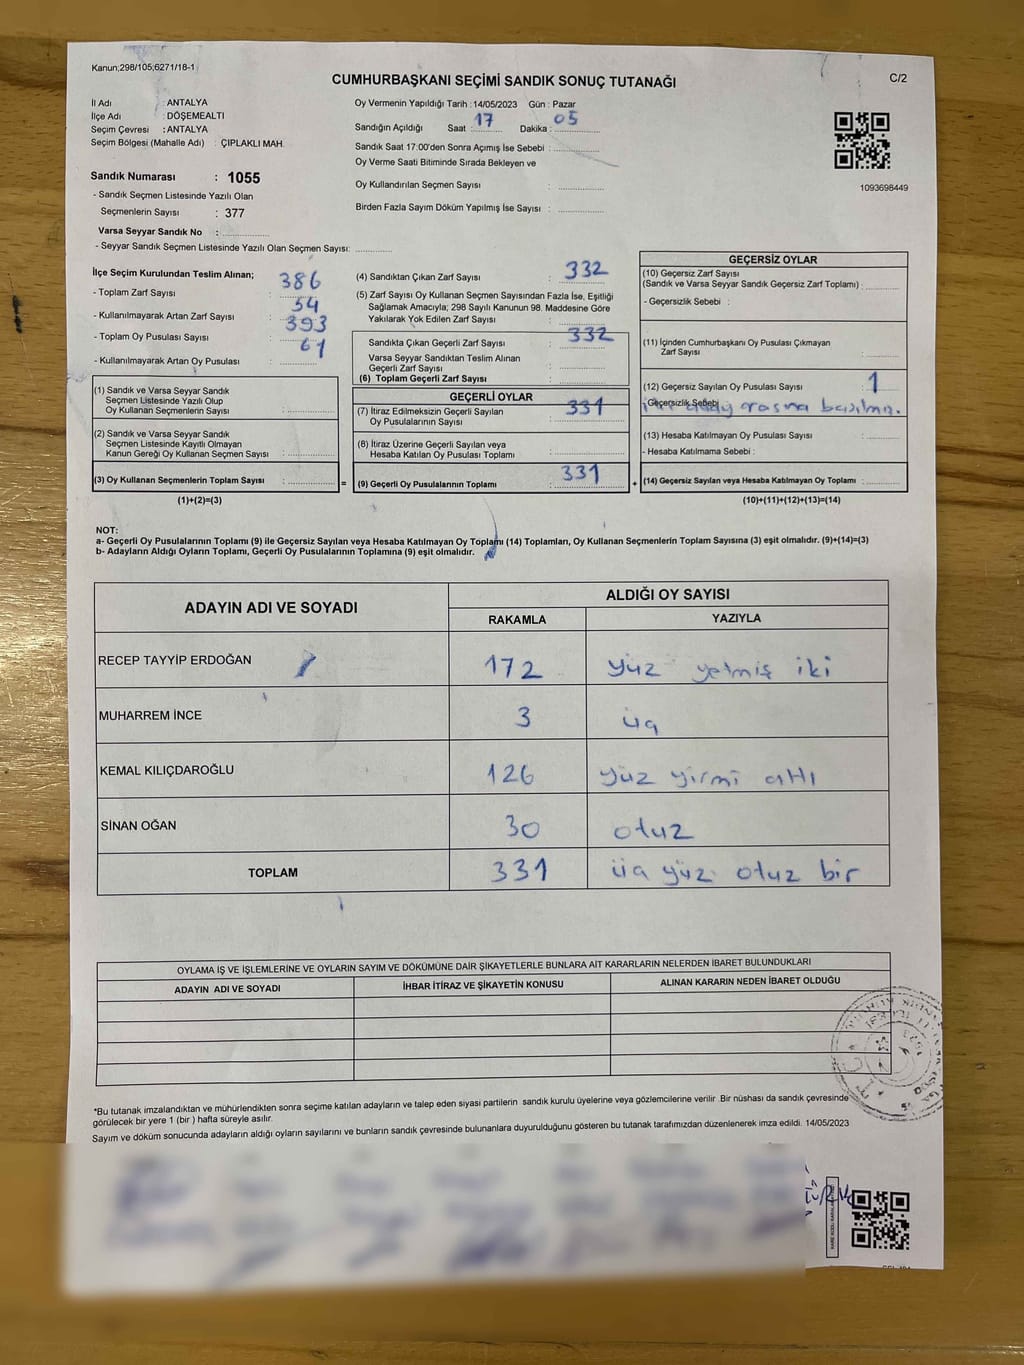 Kanun;298/105;6271/18-1
CUMHURBAŞKANI SEÇİMİ SANDIK SONUÇ TUTANAĞI
C/2
İl Adı : ANTALYA
İlçe Adı : DÖŞEMEALTI
Seçim Çevresi : ANTALYA
Seçim Bölgesi (Mahalle Adı) : ÇIPLAKLI MAH.
Oy Vermenin Yapıldığı Tarih : 14/05/2023 Gün : Pazar
Sandığın Açıldığı Saat : 17 Dakika : 05
Sandık Saat 17:00'den Sonra Açımış İse Sebebi :
Oy Verme Saati Bitiminde Sırada Bekleyen ve
Oy Kullandırılan Seçmen Sayısı :
Birden Fazla Sayım Döküm Yapılmış İse Sayısı :
1093698449
Sandık Numarası : 1055
- Sandık Seçmen Listesinde Yazılı Olan
Seçmenlerin Sayısı : 377
Varsa Seyyar Sandık No :
- Seyyar Sandık Seçmen Listesinde Yazılı Olan Seçmen Sayısı:
İlçe Seçim Kurulundan Teslim Alınan;
- Toplam Zarf Sayısı : 386
- Kullanılmayarak Artan Zarf Sayısı : 54
- Toplam Oy Pusulası Sayısı : 393
- Kullanılmayarak Artan Oy Pusulası : 61
(1) Sandık ve Varsa Seyyar Sandık
Seçmen Listesinde Yazılı Olup
Oy Kullanan Seçmenlerin Sayısı :
(2) Sandık ve Varsa Seyyar Sandık
Seçmen Listesinde Kayıtlı Olmayan
Kanun Gereği Oy Kullanan Seçmen Sayısı :
(3) Oy Kullanan Seçmenlerin Toplam Sayısı : =
(1)+(2)=(3)
(4) Sandıktan Çıkan Zarf Sayısı : 332
(5) Zarf Sayısı Oy Kullanan Seçmen Sayısından Fazla İse, Eşitliği
Sağlamak Amacıyla; 298 Sayılı Kanunun 98. Maddesine Göre
Yakılarak Yok Edilen Zarf Sayısı :
Sandıkta Çıkan Geçerli Zarf Sayısı : 332
Varsa Seyyar Sandıktan Teslim Alınan
Geçerli Zarf Sayısı :
(6) Toplam Geçerli Zarf Sayısı :
GEÇERLİ OYLAR
(7) İtiraz Edilmeksizin Geçerli Sayılan
Oy Pusulalarının Sayısı : 331
(8) İtiraz Üzerine Geçerli Sayılan veya
Hesaba Katılan Oy Pusulası Toplamı :
(9) Geçerli Oy Pusulalarının Toplamı : 331 +
GEÇERSİZ OYLAR
(10) Geçersiz Zarf Sayısı
(Sandık ve Varsa Seyyar Sandık Geçersiz Zarf Toplamı) :
- Geçersizlik Sebebi :
(11) İçinden Cumhurbaşkanı Oy Pusulası Çıkmayan
Zarf Sayısı :
(12) Geçersiz Sayılan Oy Pusulası Sayısı : 1
- Geçersizlik Sebebi
iki aday arasına basılmış.
(13) Hesaba Katılmayan Oy Pusulası Sayısı :
- Hesaba Katılmama Sebebi :
(14) Geçersiz Sayılan veya Hesaba Katılmayan Oy Toplamı :
(10)+(11)+(12)+(13)=(14)
NOT:
a- Geçerli Oy Pusulalarının Toplamı (9) ile Geçersiz Sayılan veya Hesaba Katılmayan Oy Toplamı (14) Toplamları, Oy Kullanan Seçmenlerin Toplam Sayısına (3) eşit olmalıdır. (9)+(14)=(3)
b- Adayların Aldığı Oyların Toplamı, Geçerli Oy Pusulalarının Toplamına (9) eşit olmalıdır.
ADAYIN ADI VE SOYADI
ALDIĞI OY SAYISI
RAKAMLA YAZIYLA
RECEP TAYYİP ERDOĞAN 172 yüz yetmiş iki
MUHARREM İNCE 3 üç
KEMAL KILIÇDAROĞLU 126 yüz yirmi altı
SİNAN OĞAN 30 otuz
TOPLAM 331 üç yüz otuz bir
OYLAMA İŞ VE İŞLEMLERİNE VE OYLARIN SAYIM VE DÖKÜMÜNE DAİR ŞİKAYETLERLE BUNLARA AİT KARARLARIN NELERDEN İBARET BULUNDUKLARI
ADAYIN ADI VE SOYADI İHBAR İTİRAZ VE ŞİKAYETİN KONUSU ALINAN KARARIN NEDEN İBARET OLDUĞU
*Bu tutanak imzalandıktan ve mühürlendikten sonra seçime katılan adayların ve talep eden siyasi partilerin sandık kurulu üyelerine veya gözlemcilerine verilir .Bir nüshası da sandık çevresinde
görülecek bir yere 1 (bir ) hafta süreyle asılır.
Sayım ve döküm sonucunda adayların aldığı oyların sayılarını ve bunların sandık çevresinde bulunanlara duyurulduğunu gösteren bu tutanak tarafımızdan düzenlenerek imza edildi. 14/05/2023